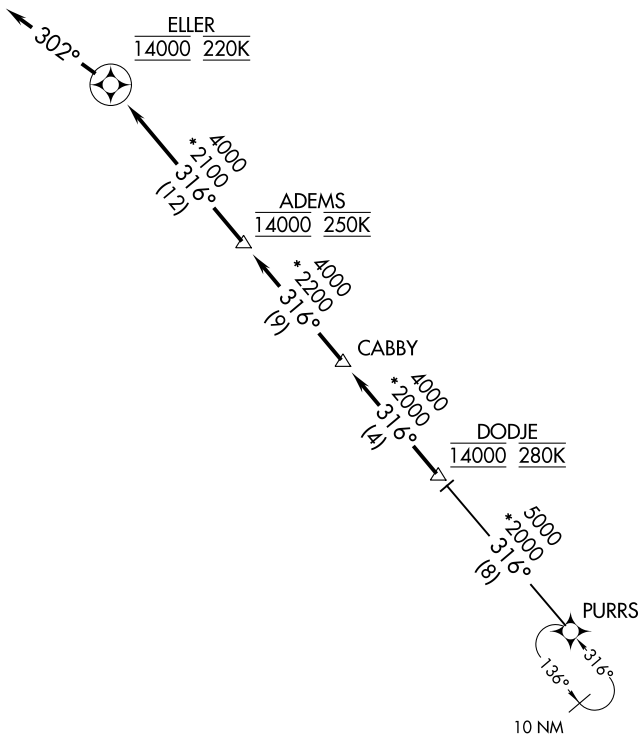 302°
ELLER
14000 220K
4000
*2100
316°
(12)
ADEMS
14000 250K
4000
*2200
316°
(9)
CABBY
4000
*2000
316°
(4)
DODJE
14000 280K
5000
*2000
316°
(8)
PURRS
316°
136°
10 NM